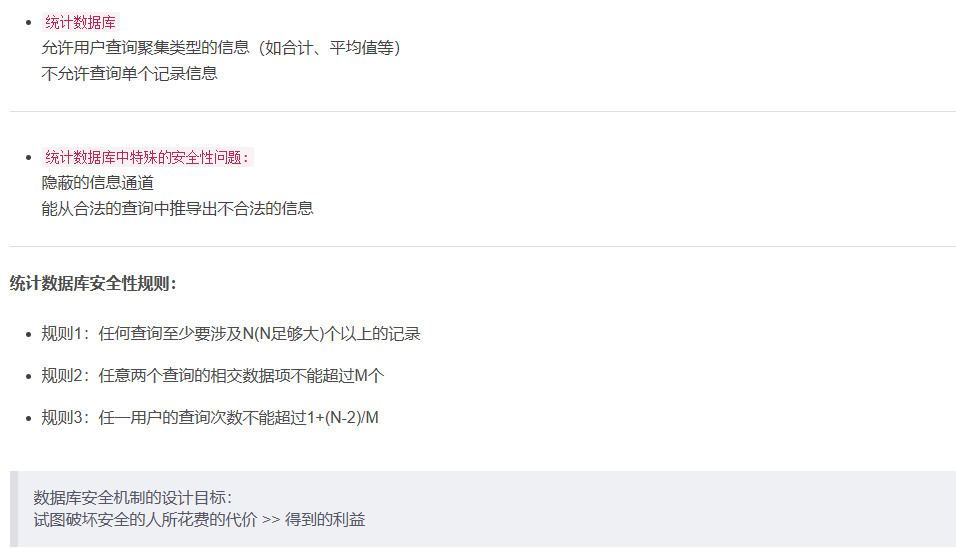 统计数据库
允许用户查询聚集类型的信息（如合计、平均值等）
不允许查询单个记录信息
统计数据库中特殊的安全性问题：
隐蔽的信息通道
能从合法的查询中推导出不合法的信息
统计数据库安全性规则：
规则1：任何查询至少要涉及N(N足够大)个以上的记录
规则2：任意两个查询的相交数据项不能超过M个
规则3：任一用户的查询次数不能超过1+(N-2)/M
数据库安全机制的设计目标：
试图破坏安全的人所花费的代价 >> 得到的利益